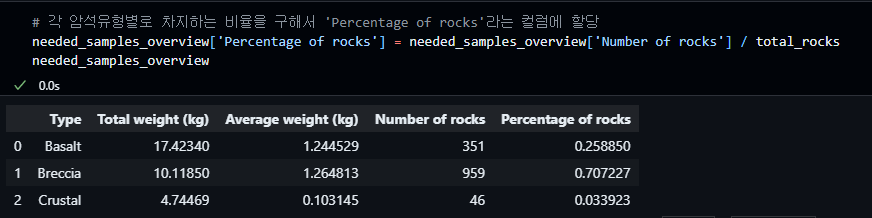 # 각 암석유형별로 차지하는 비율을 구해서 'Percentage of rocks'라는 컬럼에 할당
needed_samples_overview['Percentage of rocks'] = needed_samples_overview['Number of rocks'] / total_rocks
needed_samples_overview
✓ 0.0s
Type Total weight (kg) Average weight (kg) Number of rocks Percentage of rocks
0 Basalt 17.42340 1.244529 351 0.258850
1 Breccia 10.11850 1.264813 959 0.707227
2 Crustal 4.74469 0.103145 46 0.033923